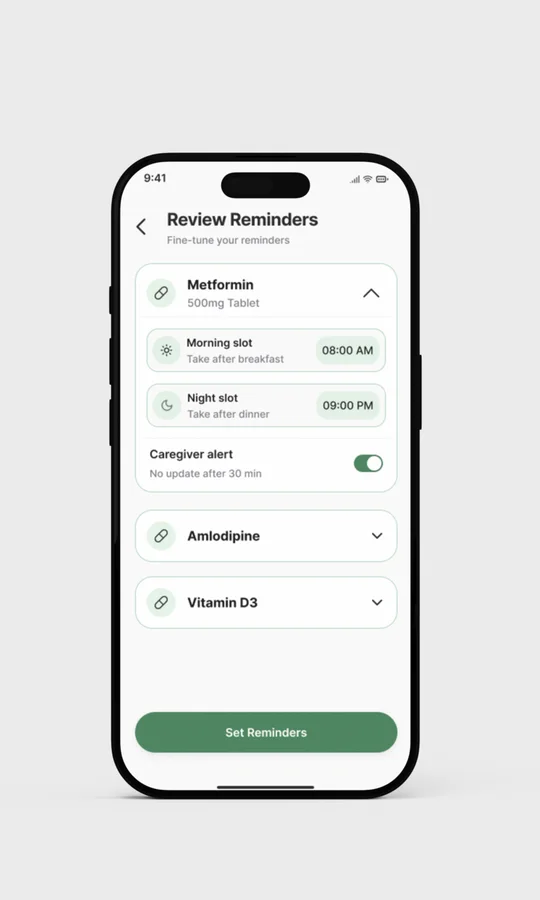 9:41
Review Reminders
Fine-tune your reminders
Metformin
500mg Tablet
Morning slot
Take after breakfast
08:00 AM
Night slot
Take after dinner
09:00 PM
Caregiver alert
No update after 30 min
Amlodipine
Vitamin D3
Set Reminders